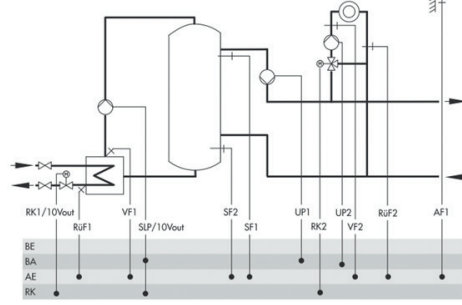 RK1/10Vout
RüF1
VF1
SLP/10Vout
SF2
SF1
UP1
RK2
UP2
VF2
RüF2
AF1
BE
BA
AE
RK